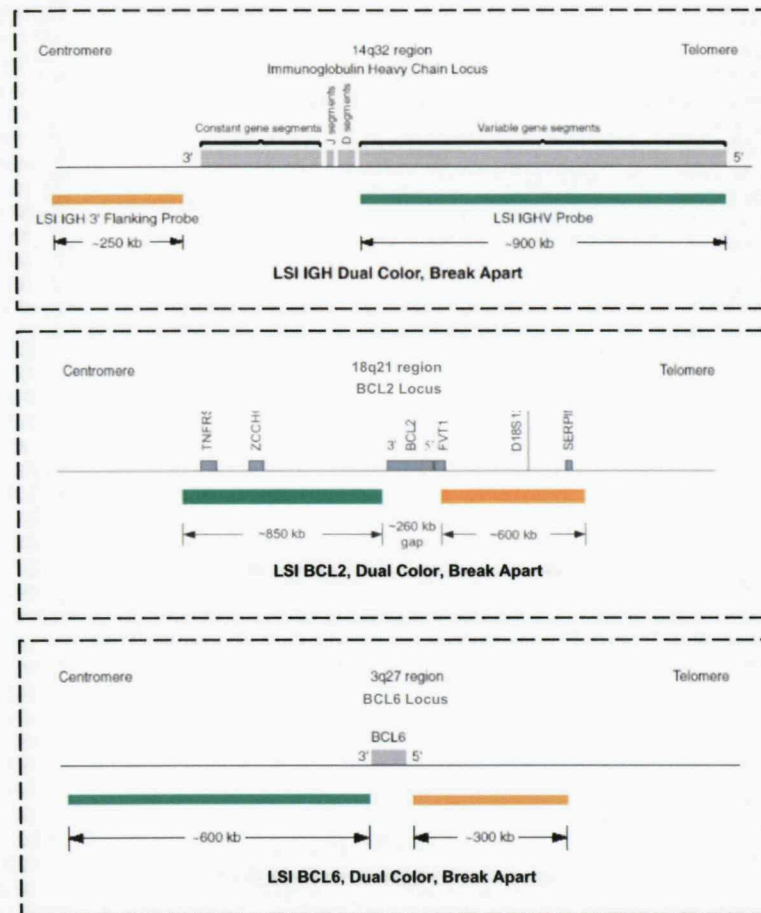 Centromere 14q32 region Telomere
Immunoglobulin Heavy Chain Locus
Constant gene segments J segments D segments Variable gene segments
3' 5'
LSI IGH 3' Flanking Probe LSI IGHV Probe
~250 kb ~900 kb
LSI IGH Dual Color, Break Apart
Centromere 18q21 region Telomere
BCL2 Locus
3' BCL2 5' FVT1
~850 kb ~260 kb gap ~600 kb
LSI BCL2, Dual Color, Break Apart
Centromere 3q27 region Telomere
BCL6 Locus
BCL6
3' 5'
~600 kb ~300 kb
LSI BCL6, Dual Color, Break Apart